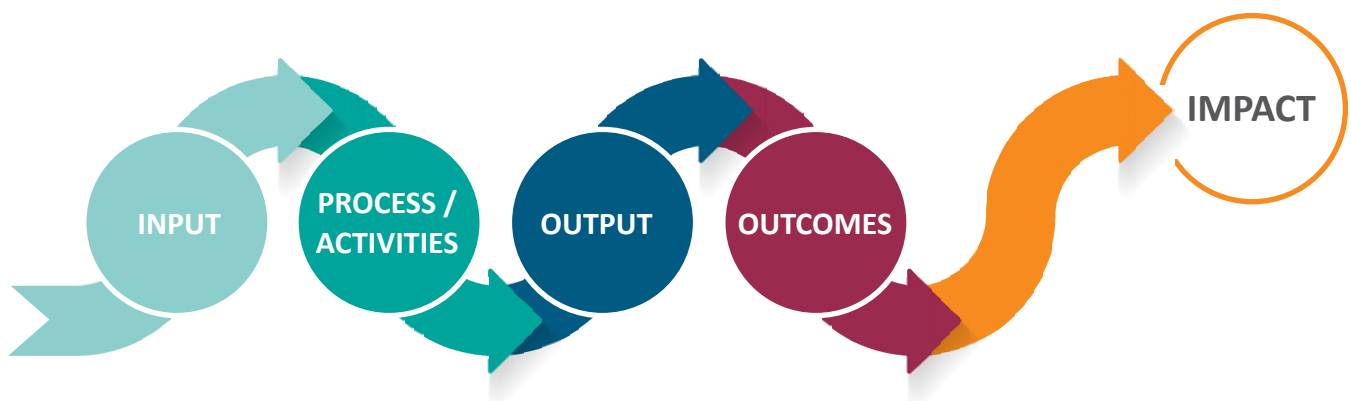 INPUT
PROCESS /
ACTIVITIES
OUTPUT
OUTCOMES
IMPACT